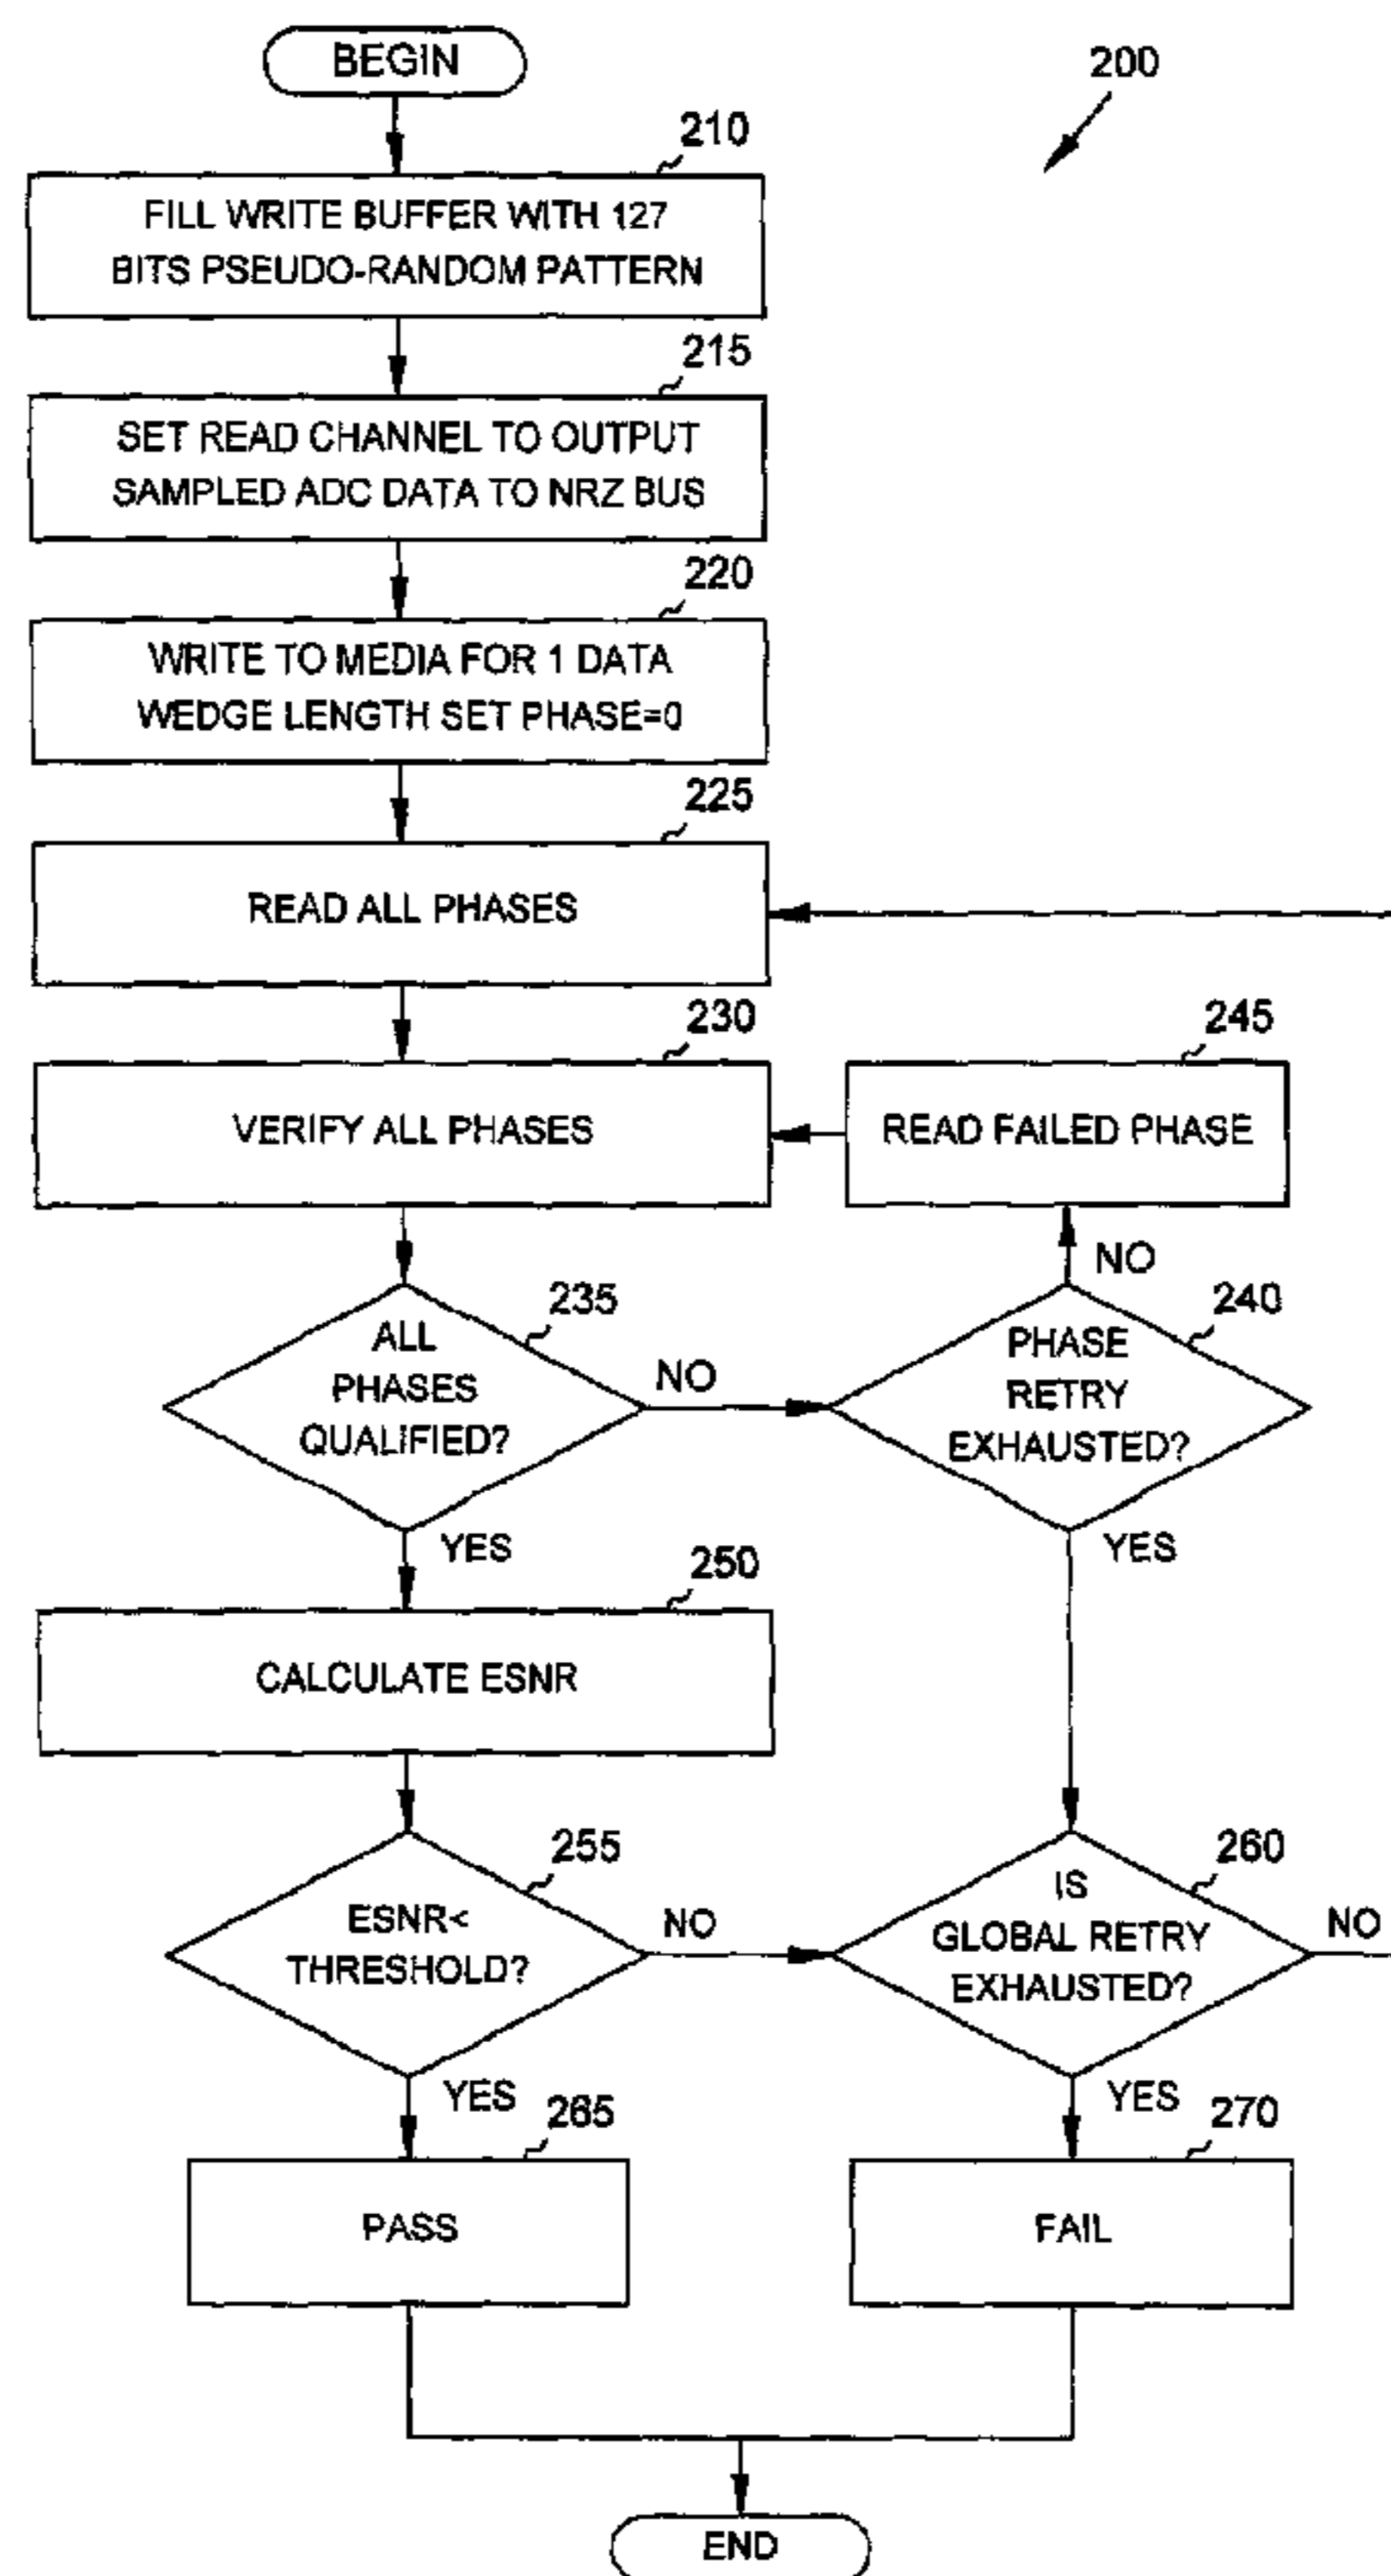 BEGIN
200
210
FILL WRITE BUFFER WITH 127
BITS PSEUDO-RANDOM PATTERN
215
SET READ CHANNEL TO OUTPUT
SAMPLED ADC DATA TO NRZ BUS
220
WRITE TO MEDIA FOR 1 DATA
WEDGE LENGTH SET PHASE=0
225
READ ALL PHASES
230
VERIFY ALL PHASES
245
READ FAILED PHASE
NO
235
ALL
PHASES
QUALIFIED?
NO
240
PHASE
RETRY
EXHAUSTED?
YES
YES
250
CALCULATE ESNR
255
ESNR<
THRESHOLD?
NO
260
IS
GLOBAL RETRY
EXHAUSTED?
NO
YES
YES
265
PASS
270
FAIL
END